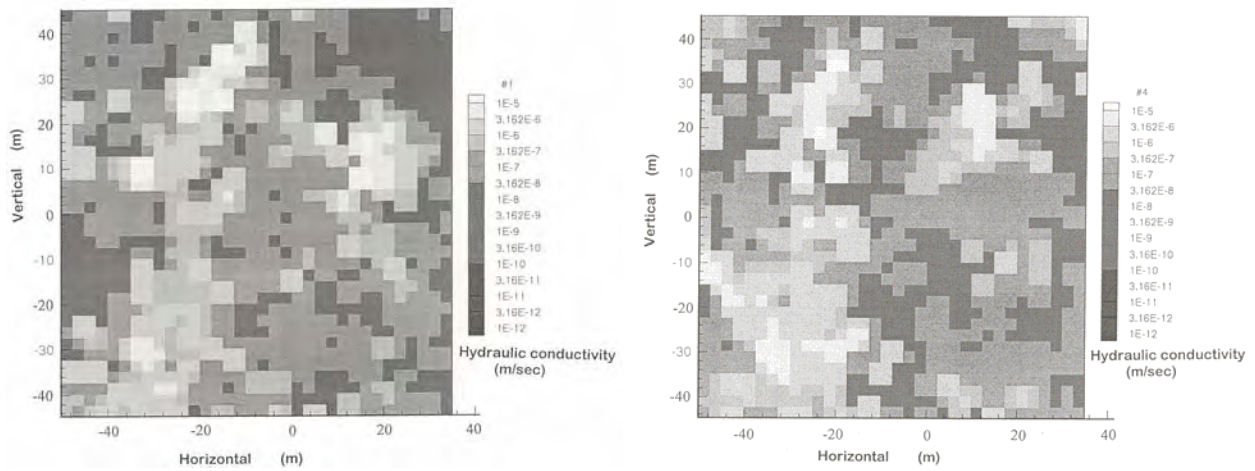 #1
1E-5
3.162E-6
1E-6
3.162E-7
1E-7
3.162E-8
1E-8
3.162E-9
1E-9
3.16E-10
1E-10
3.16E-11
1E-11
3.16E-12
1E-12
Hydraulic conductivity
(m/sec)
Vertical (m)
40
30
20
10
0
-10
-20
-30
-40
-40
-20
0
20
40
Horizontal (m)
#4
1E-5
3.162E-6
1E-6
3.162E-7
1E-7
3.162E-8
1E-8
3.162E-9
1E-9
3.16E-10
1E-10
3.16E-11
1E-11
3.16E-12
1E-12
Hydraulic conductivity
(m/sec)
Vertical (m)
40
30
20
10
0
-10
-20
-30
-40
-40
-20
0
20
40
Horizontal (m)